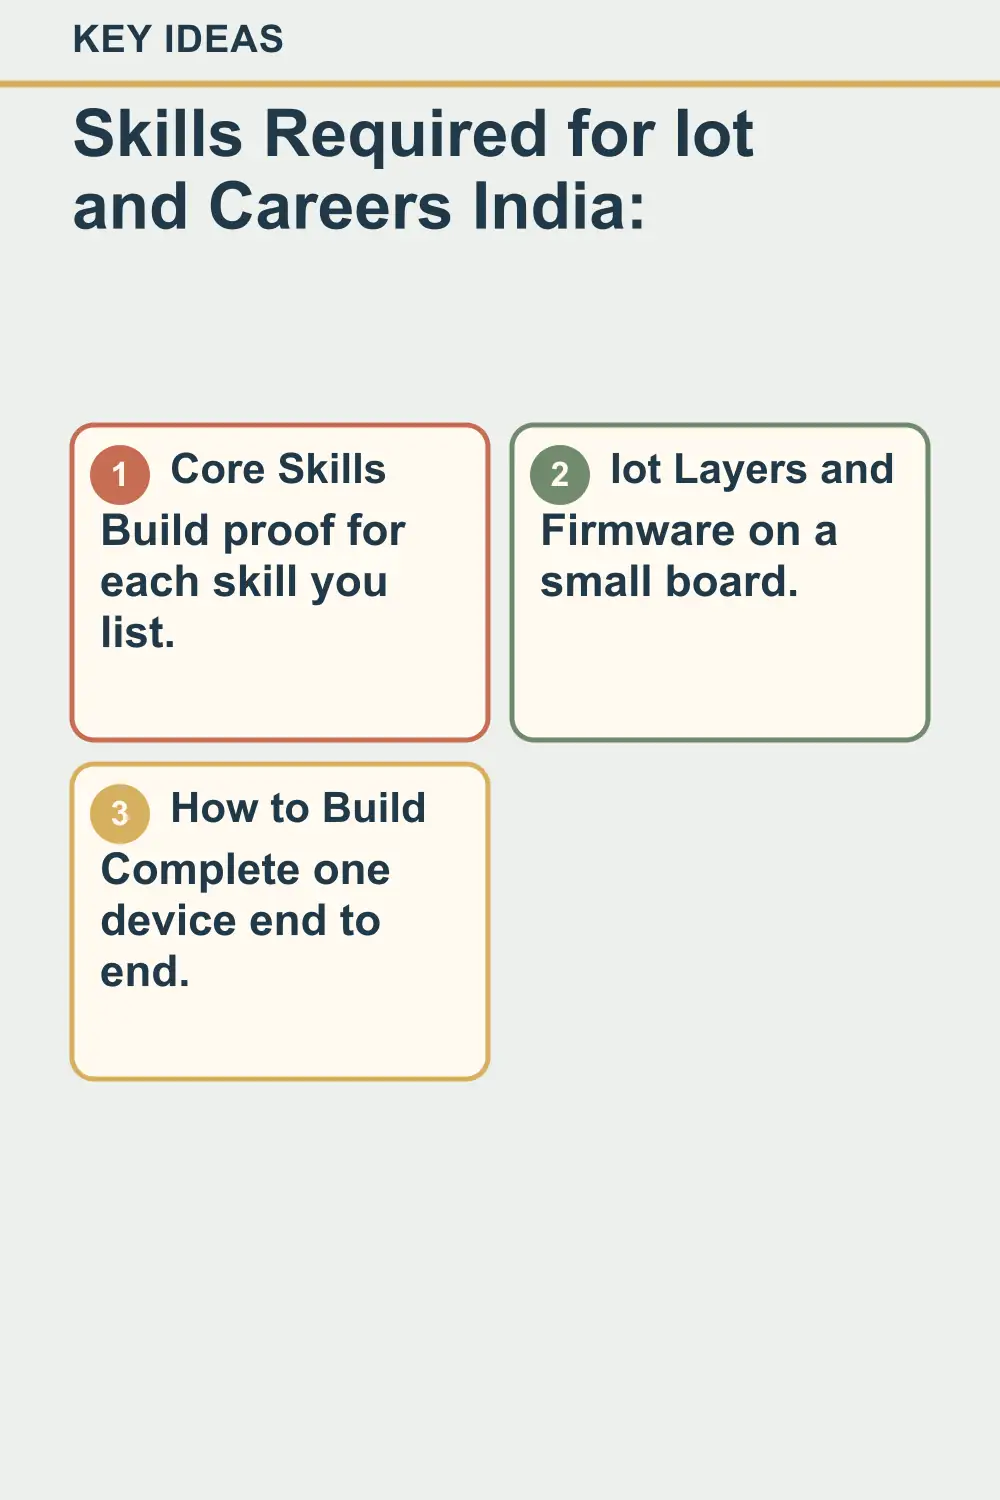 KEY IDEAS
Skills Required for Iot
and Careers India:
1 Core Skills
Build proof for
each skill you
list.
2 Iot Layers and
Firmware on a
small board.
3 How to Build
Complete one
device end to
end.